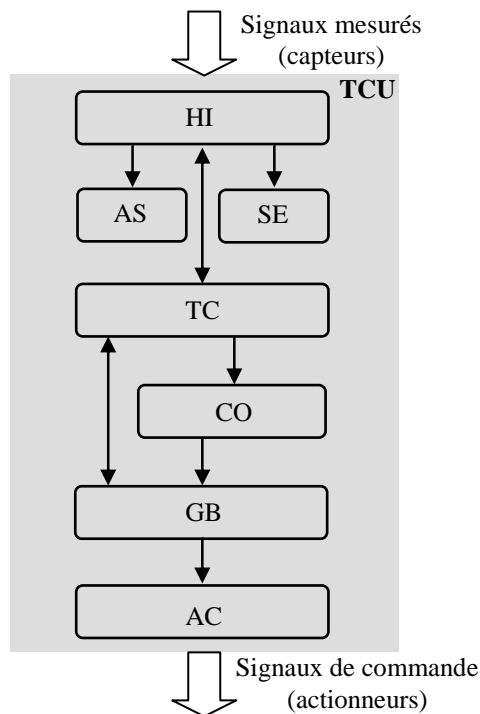 Signaux mesurés
(capteurs)
TCU
HI
AS
SE
TC
CO
GB
AC
Signaux de commande
(actionneurs)